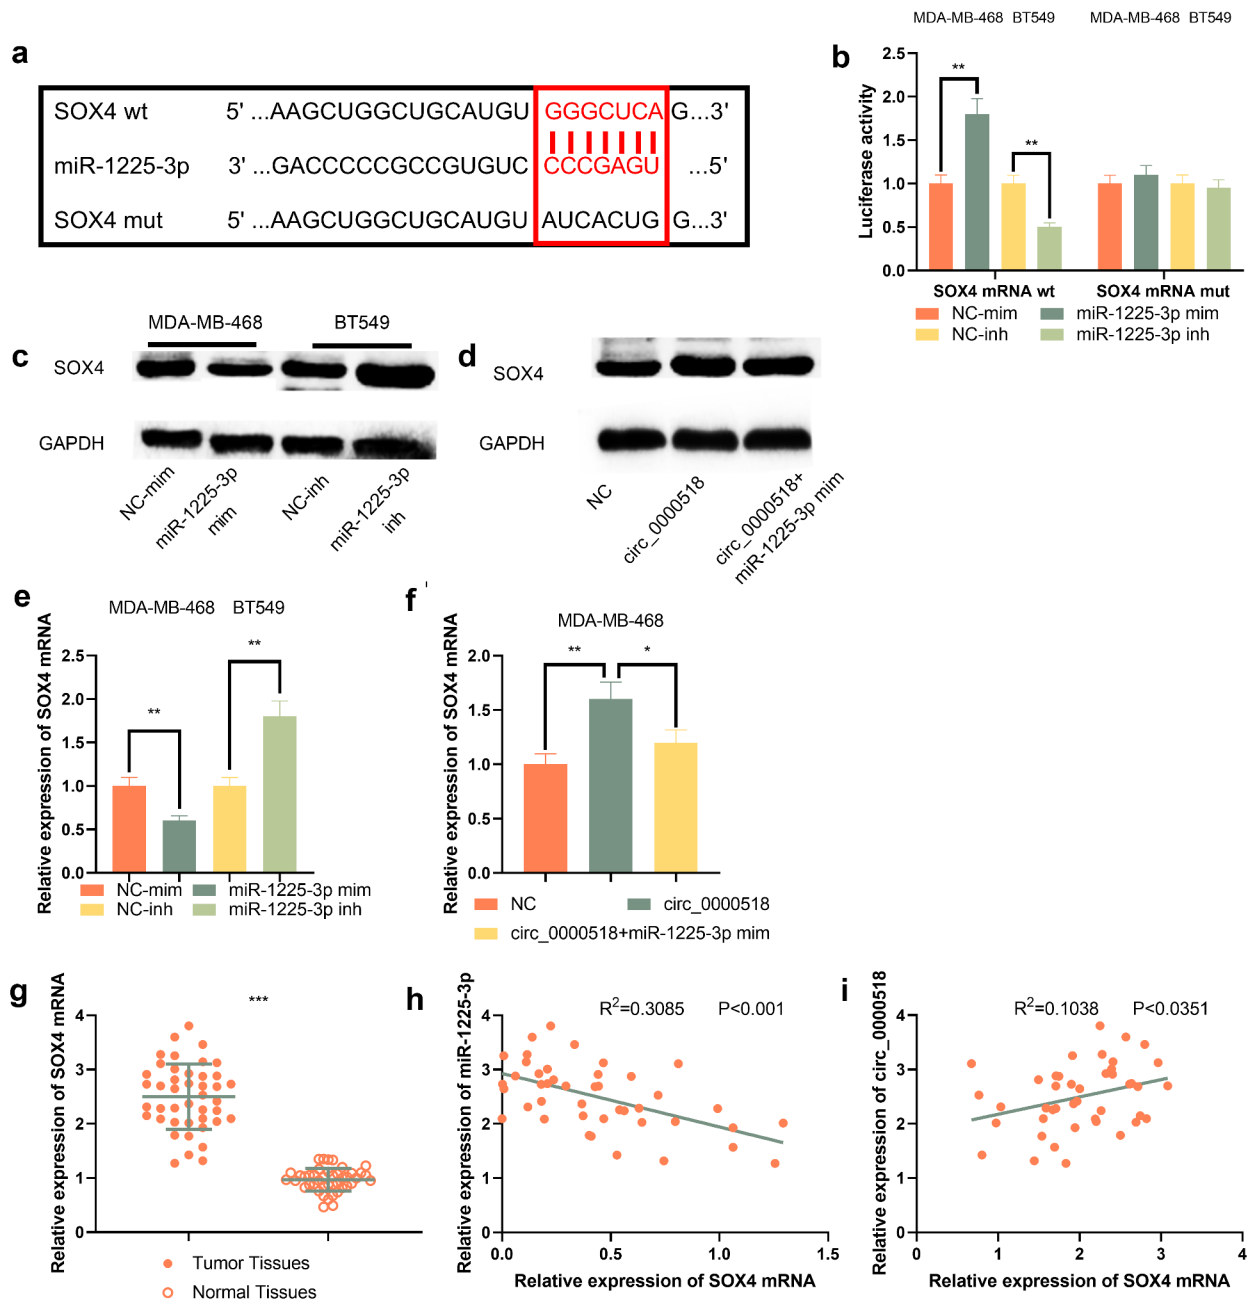 a
SOX4 wt 5' ...AAGCUGGCUGCAUGU GGGCUCA G...3'
miR-1225-3p 3' ...GACCCCCGCCGUGUC CCCGAGU ...5'
SOX4 mut 5' ...AAGCUGGCUGCAUGU AUCACUG G...3'
b
MDA-MB-468 BT549 MDA-MB-468 BT549
Luciferase activity
2.5
2.0
1.5
1.0
0.5
0.0
**
**
SOX4 mRNA wt SOX4 mRNA mut
NC-mim miR-1225-3p mim
NC-inh miR-1225-3p inh
c
MDA-MB-468 BT549
SOX4
GAPDH
NC-mim
miR-1225-3p
mim
NC-inh
miR-1225-3p
inh
d
SOX4
GAPDH
NC
circ_0000518
circ_0000518+
miR-1225-3p mim
e
MDA-MB-468 BT549
Relative expression of SOX4 mRNA
2.5
2.0
1.5
1.0
0.5
0.0
**
**
NC-mim miR-1225-3p mim
NC-inh miR-1225-3p inh
f
MDA-MB-468
Relative expression of SOX4 mRNA
2.0
1.5
1.0
0.5
0.0
** *
NC circ_0000518
circ_0000518+miR-1225-3p mim
g
Relative expression of SOX4 mRNA
4
3
2
1
0
***
Tumor Tissues
Normal Tissues
h
Relative expression of miR-1225-3p
R²=0.3085 P<0.001
4
3
2
1
0
0.0 0.5 1.0 1.5
Relative expression of SOX4 mRNA
i
Relative expression of circ_0000518
R²=0.1038 P<0.0351
4
3
2
1
0
0 1 2 3 4
Relative expression of SOX4 mRNA